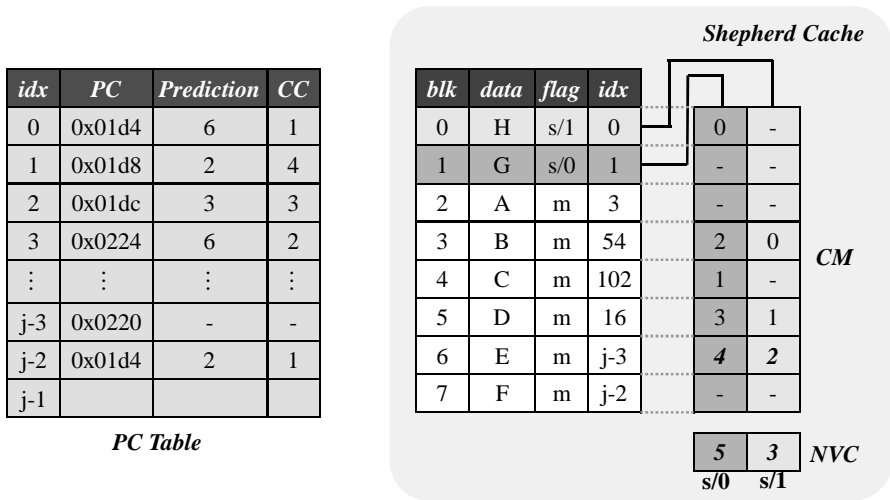 Shepherd Cache
idx PC Prediction CC
0 0x01d4 6 1
1 0x01d8 2 4
2 0x01dc 3 3
3 0x0224 6 2
⋮ ⋮ ⋮ ⋮
j-3 0x0220 - -
j-2 0x01d4 2 1
j-1
PC Table
blk data flag idx
0 H s/1 0 0 -
1 G s/0 1 - -
2 A m 3 - -
3 B m 54 2 0
4 C m 102 1 -
5 D m 16 3 1
6 E m j-3 4 2
7 F m j-2 - -
CM
5 3 NVC
s/0 s/1